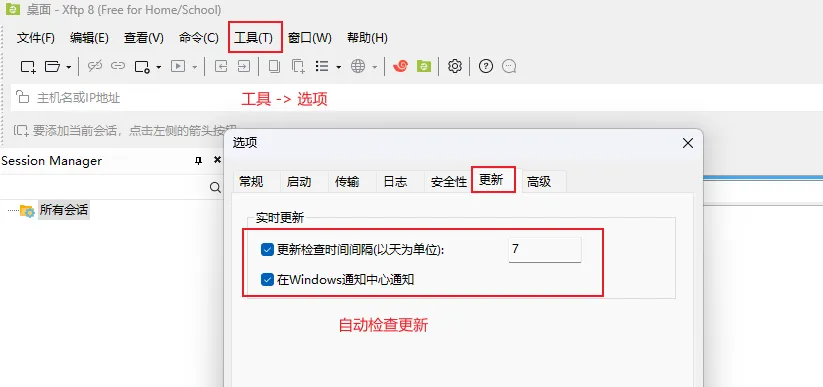 桌面 - Xftp 8 (Free for Home/School)
文件(F) 编辑(E) 查看(V) 命令(C) 工具(T) 窗口(W) 帮助(H)
主机名或IP地址
工具 -> 选项
要添加当前会话，点击左侧的箭头按钮
选项
Session Manager
常规 启动 传输 日志 安全性 更新 高级
所有会话
实时更新
更新检查时间间隔(以天为单位): 7
在Windows通知中心通知
自动检查更新